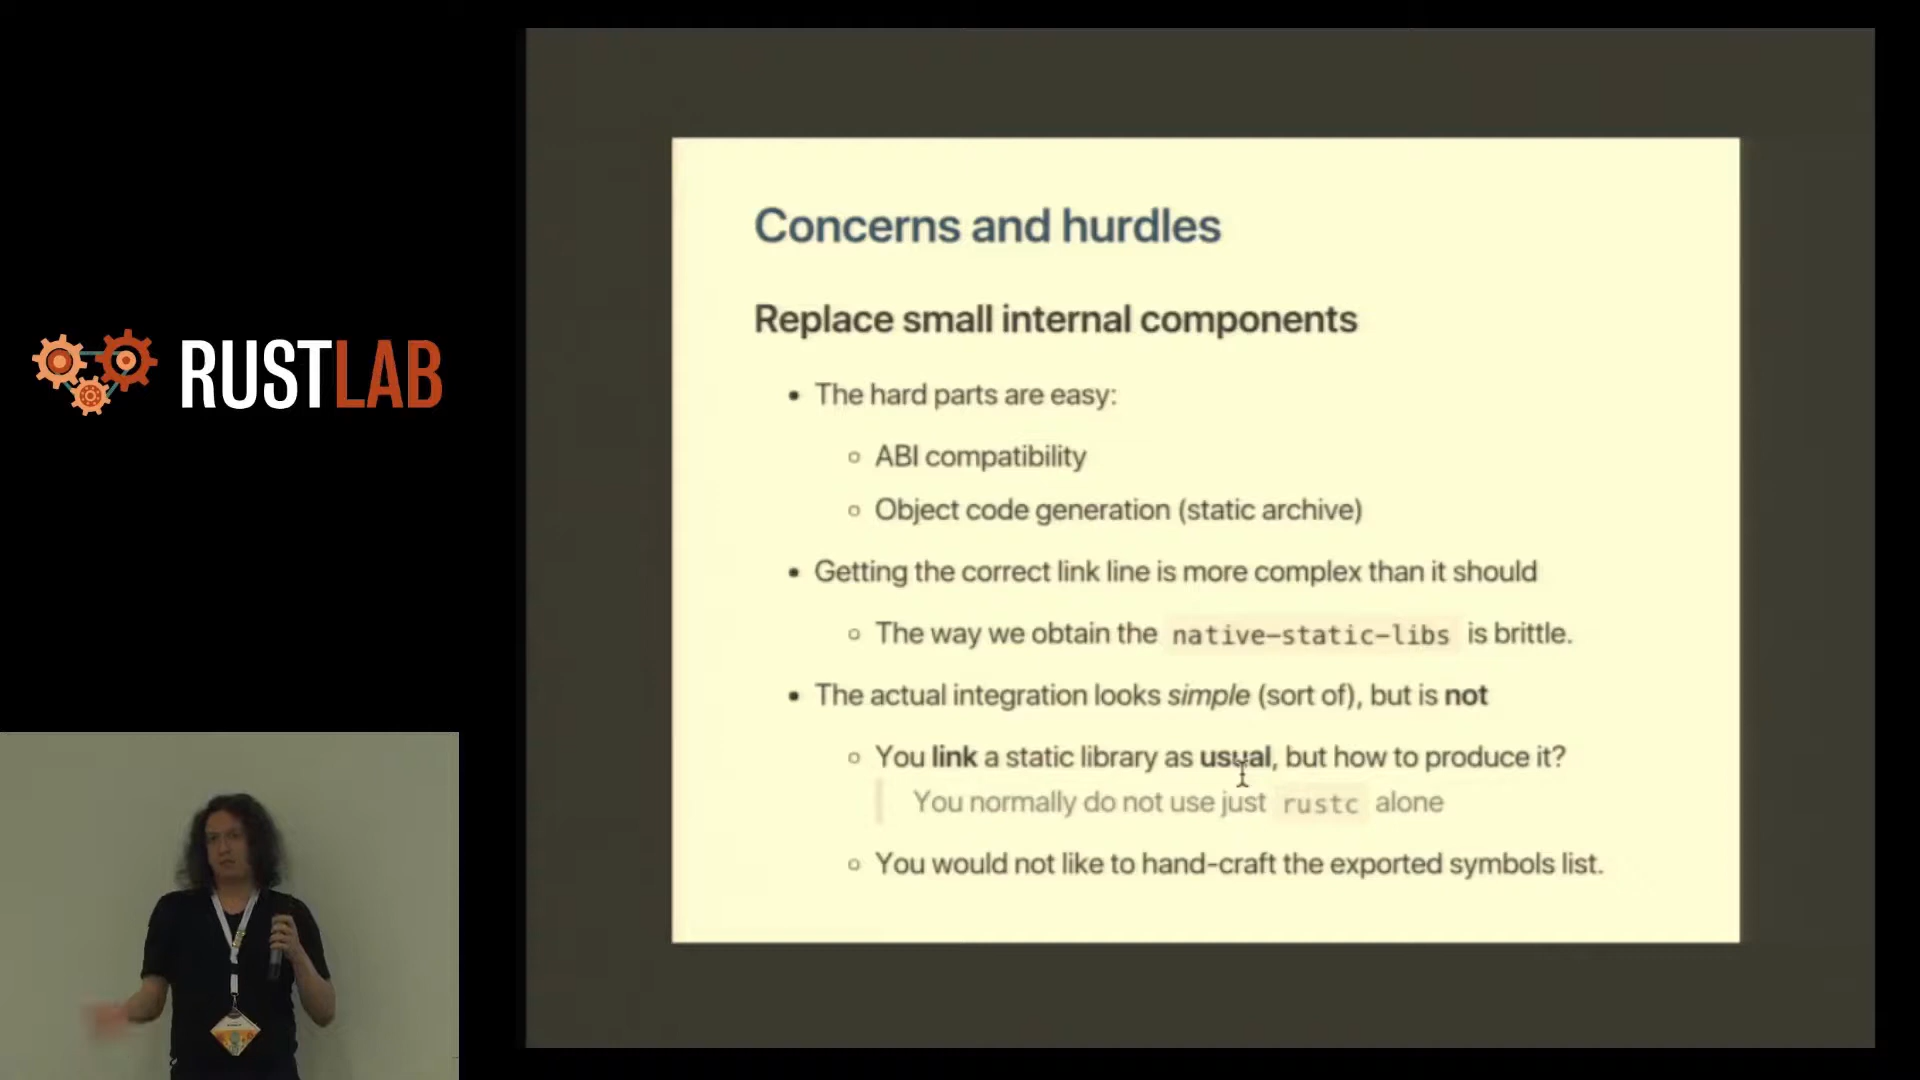 RUSTLAB
Concerns and hurdles
Replace small internal components
• The hard parts are easy:
◦ ABI compatibility
◦ Object code generation (static archive)
• Getting the correct link line is more complex than it should
◦ The way we obtain the native-static-libs is brittle.
• The actual integration looks simple (sort of), but is not
◦ You link a static library as usual, but how to produce it?
You normally do not use just rustc alone
◦ You would not like to hand-craft the exported symbols list.